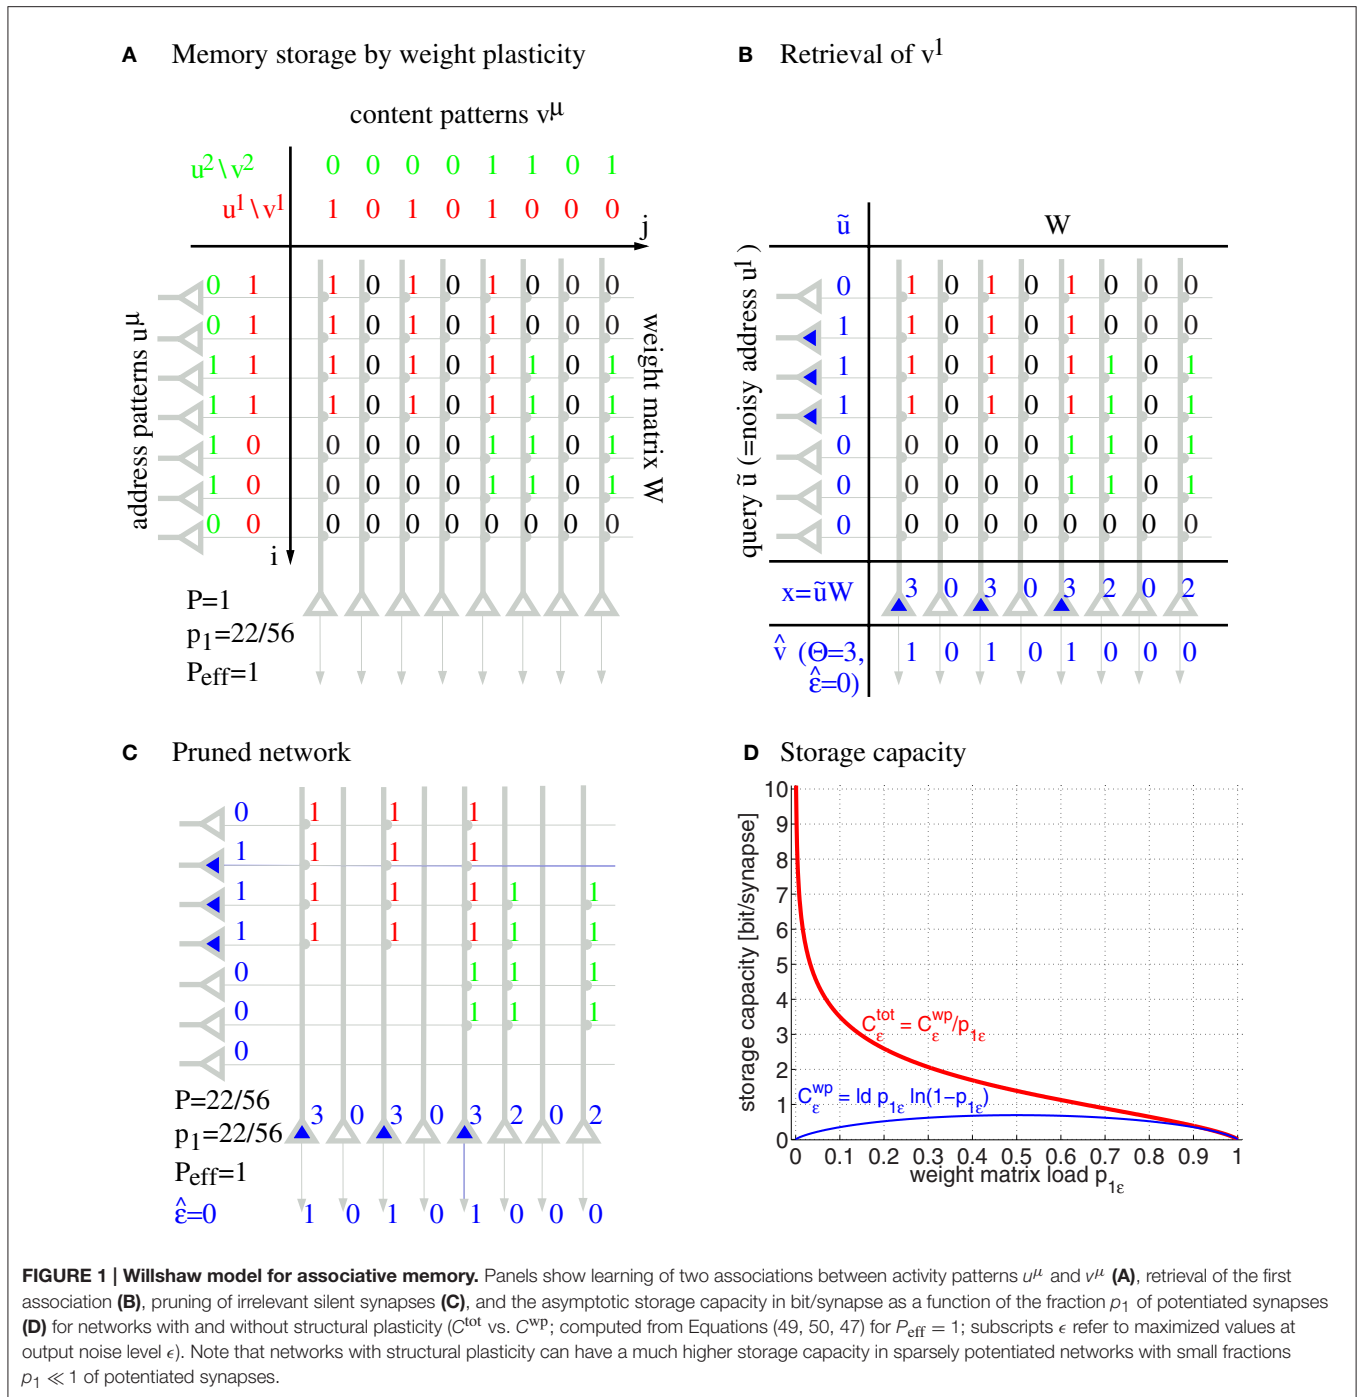 A Memory storage by weight plasticity
content patterns v^μ
u² \ v² 0 0 0 0 1 1 0 1
u¹ \ v¹ 1 0 1 0 1 0 0 0
j
address patterns u^μ
weight matrix W
0 1 1 0 1 0 1 0 0 0
0 1 1 0 1 0 1 0 0 0
1 1 1 0 1 0 1 1 0 1
1 1 1 0 1 0 1 1 0 1
1 0 0 0 0 0 1 1 0 1
1 0 0 0 0 0 1 1 0 1
0 0 0 0 0 0 0 0 0 0
i
P=1
p₁=22/56
P_eff=1
B Retrieval of v¹
ũ W
query ũ (=noisy address u¹ )
0 1 0 1 0 1 0 0 0
1 1 0 1 0 1 0 0 0
1 1 0 1 0 1 1 0 1
1 1 0 1 0 1 1 0 1
0 0 0 0 0 1 1 0 1
0 0 0 0 0 1 1 0 1
0 0 0 0 0 0 0 0 0
x=ũW 3 0 3 0 3 2 0 2
v̂ (Θ=3, 1 0 1 0 1 0 0 0
ε̂=0)
C Pruned network
0 1 1 1
1 1 1 1
1 1 1 1 1 1
1 1 1 1 1 1
0 1 1 1
0 1 1 1
0
P=22/56
3 0 3 0 3 2 0 2
p₁=22/56
P_eff=1
ε̂=0 1 0 1 0 1 0 0 0
D Storage capacity
storage capacity [bit/synapse]
10
9
8
7
6
5
4
3
2
1
0
C_ε^tot = C_ε^wp/p_1ε
C_ε^wp = ld p_1ε ln(1−p_1ε)
0 0.1 0.2 0.3 0.4 0.5 0.6 0.7 0.8 0.9 1
weight matrix load p_1ε
FIGURE 1 | Willshaw model for associative memory. Panels show learning of two associations between activity patterns u^μ and v^μ (A), retrieval of the first
association (B), pruning of irrelevant silent synapses (C), and the asymptotic storage capacity in bit/synapse as a function of the fraction p₁ of potentiated synapses
(D) for networks with and without structural plasticity (C^tot vs. C^wp; computed from Equations (49, 50, 47) for P_eff = 1; subscripts ϵ refer to maximized values at
output noise level ϵ). Note that networks with structural plasticity can have a much higher storage capacity in sparsely potentiated networks with small fractions
p₁ ≪ 1 of potentiated synapses.